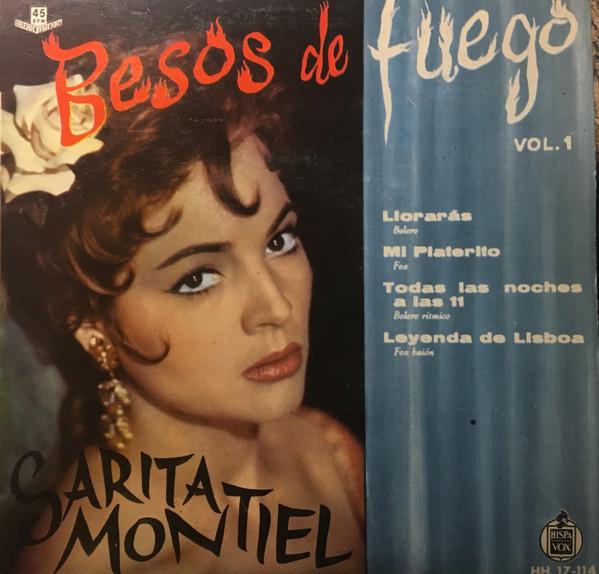 45
RPM
Besos de fuego
VOL. 1
Llorarás
Bolero
Mi Platerito
Fox
Todas las noches
a las 11
Bolero rítmico
Leyenda de Lisboa
Fox baión
SARITA
MONTIEL
HISPA
VOX
HH 17-114